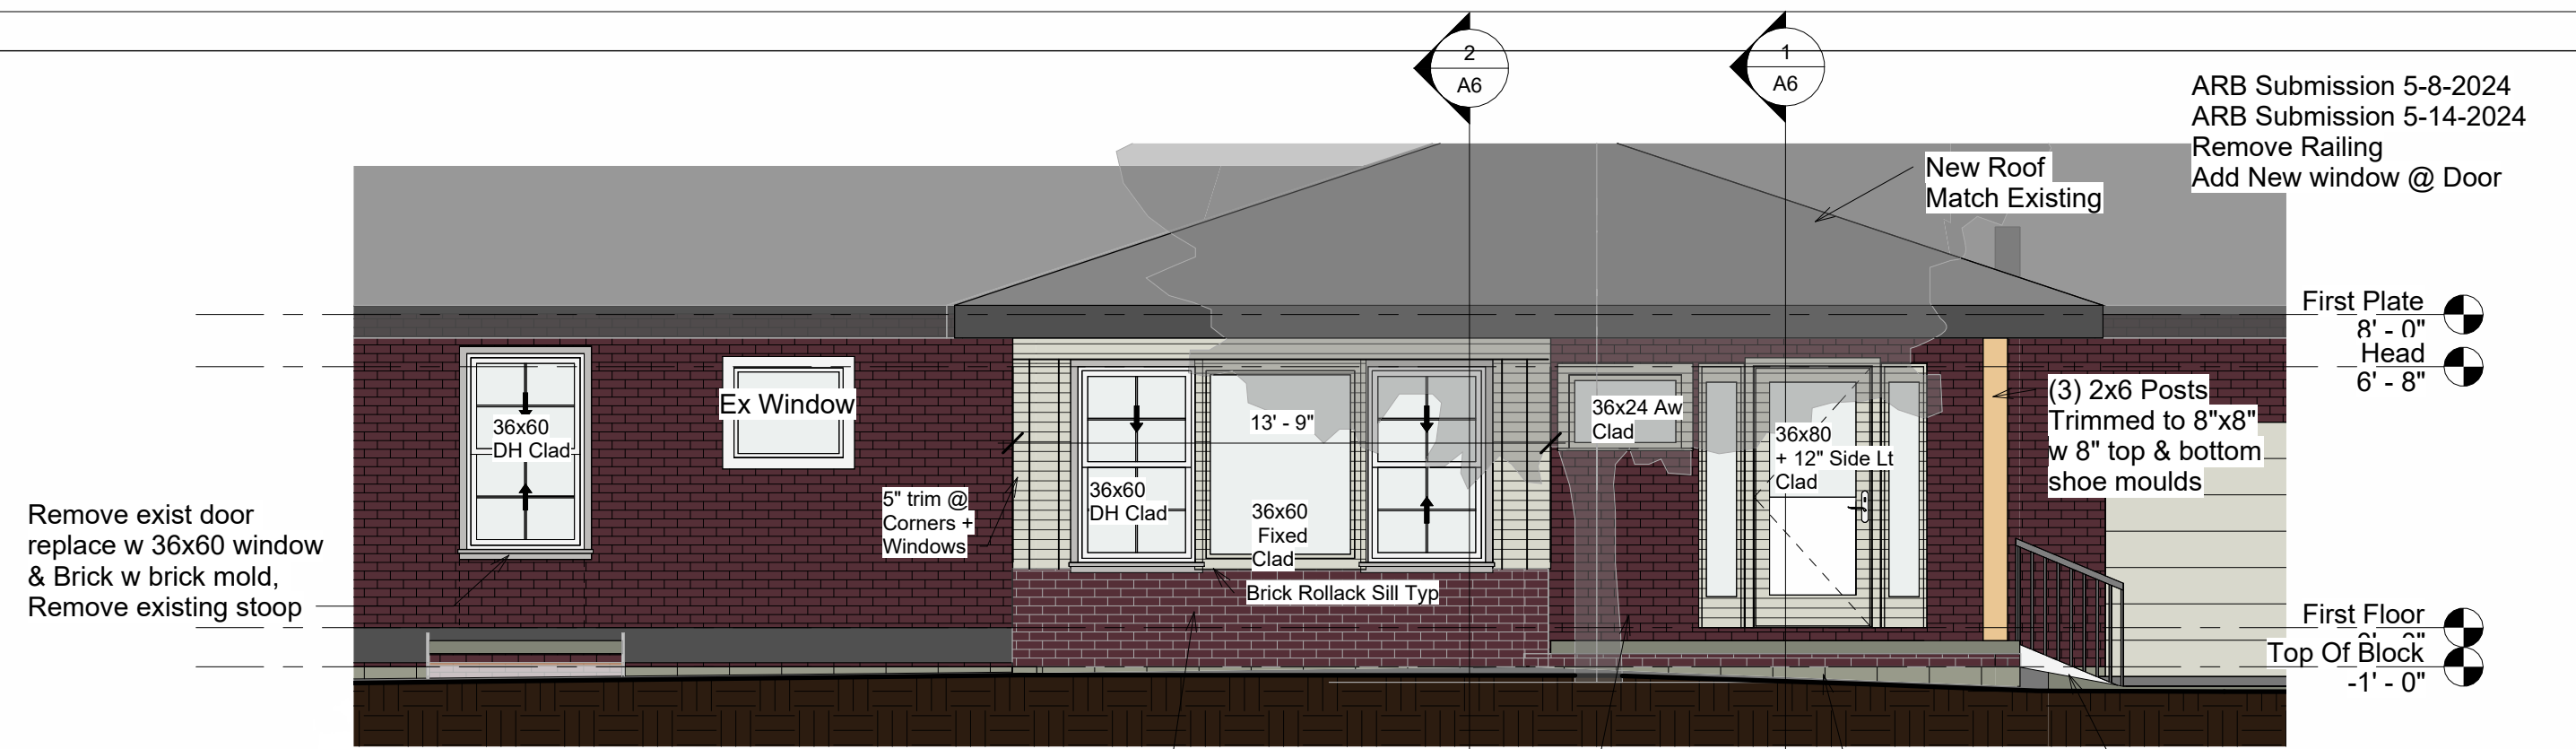 2
A6
1
A6
ARB Submission 5-8-2024
ARB Submission 5-14-2024
Remove Railing
Add New window @ Door
New Roof
Match Existing
First Plate
8' - 0"
Head
6' - 8"
Ex Window
36x60
DH Clad
13' - 9"
36x24 Aw
Clad
36x80
+ 12" Side Lt
Clad
(3) 2x6 Posts
Trimmed to 8"x8"
w 8" top & bottom
shoe moulds
5" trim @
Corners +
Windows
36x60
DH Clad
36x60
Fixed
Clad
Remove exist door
replace w 36x60 window
& Brick w brick mold,
Remove existing stoop
Brick Rollack Sill Typ
First Floor
Top Of Block
-1' - 0"